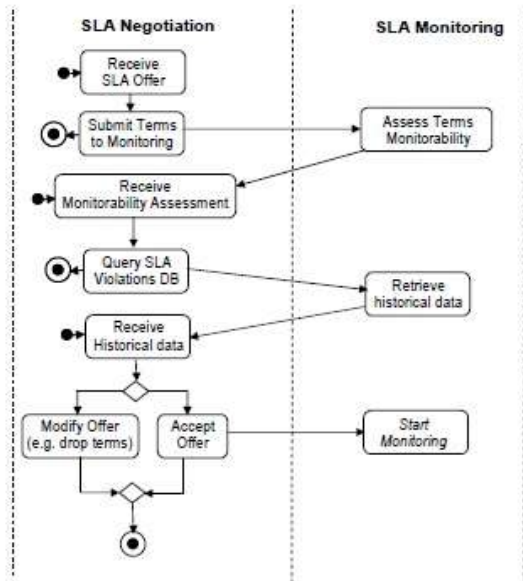 SLA Negotiation
SLA Monitoring
Receive
SLA Offer
Submit Terms
to Monitoring
Assess Terms
Monitorability
Receive
Monitorability Assessment
Query SLA
Violations DB
Retrieve
historical data
Receive
Historical data
Modify Offer
(e.g. drop terms)
Accept
Offer
Start
Monitoring